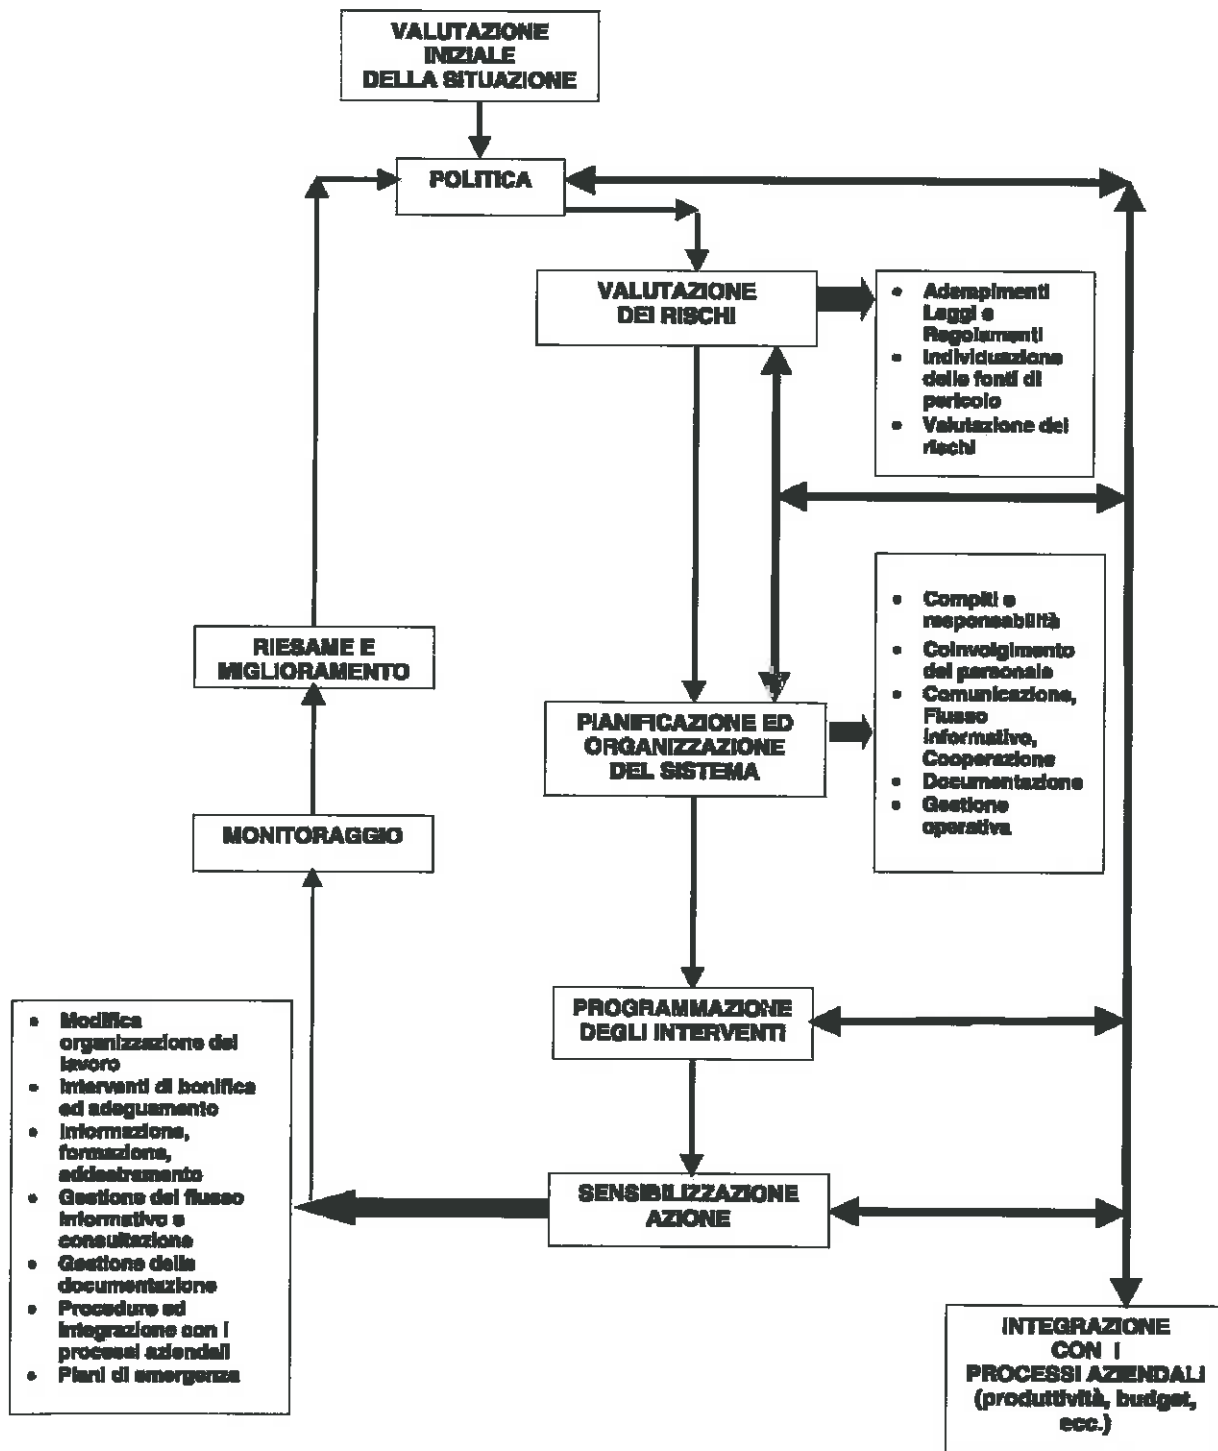 VALUTAZIONE
INIZIALE
DELLA SITUAZIONE
POLITICA
VALUTAZIONE
DEI RISCHI
• Adempimenti
Leggi e
Regolamenti
• Individuazione
delle fonti di
pericolo
• Valutazione dei
rischi
• Compiti e
responsabilità
• Coinvolgimento
del personale
• Comunicazione,
Flusso
informativo,
Cooperazione
• Documentazione
• Gestione
operativa
RIESAME E
MIGLIORAMENTO
PIANIFICAZIONE ED
ORGANIZZAZIONE
DEL SISTEMA
MONITORAGGIO
PROGRAMMAZIONE
DEGLI INTERVENTI
• Modifica
organizzazione del
lavoro
• Interventi di bonifica
ed adeguamento
• Informazione,
formazione,
addestramento
• Gestione del flusso
informativo e
consultazione
• Gestione della
documentazione
• Procedure ed
integrazione con i
processi aziendali
• Piani di emergenza
SENSIBILIZZAZIONE
AZIONE
INTEGRAZIONE
CON I
PROCESSI AZIENDALI
(produttività, budget,
ecc.)